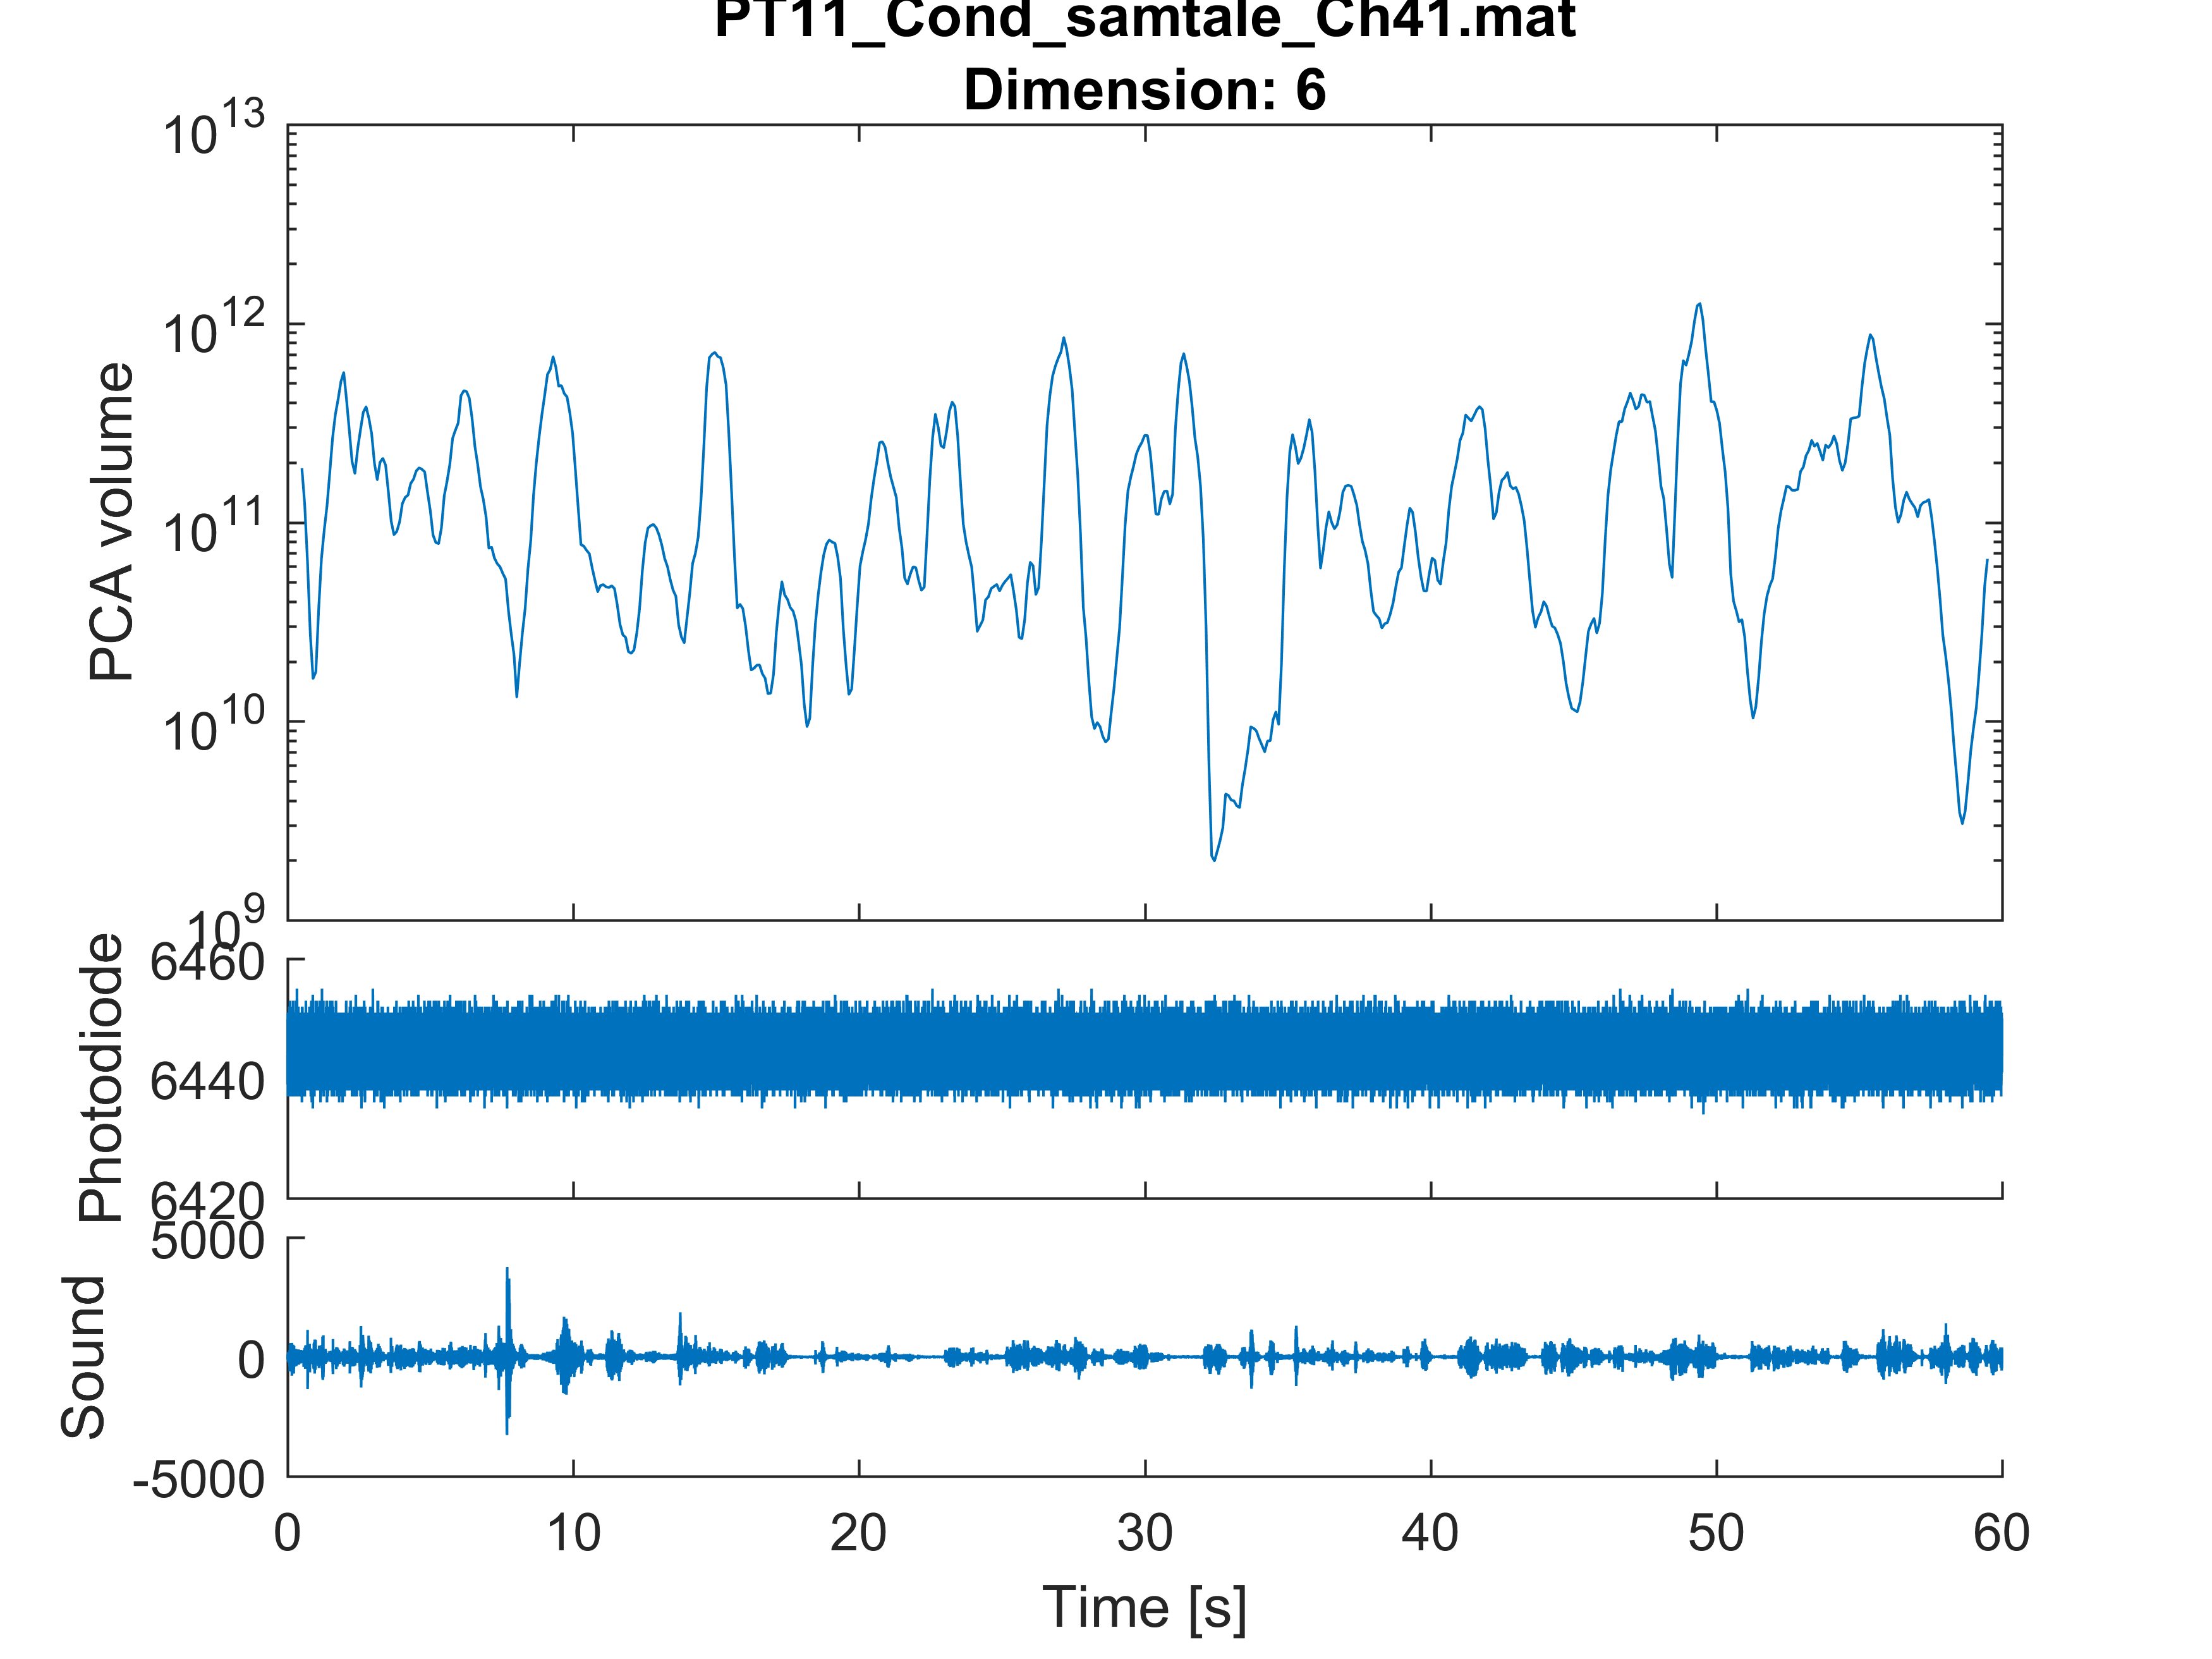 PT11_Cond_samtale_Ch41.mat
Dimension: 6
10^13
10^12
10^11
10^10
10^9
PCA volume
6460
6440
6420
Photodiode
5000
0
-5000
Sound
0 10 20 30 40 50 60
Time [s]